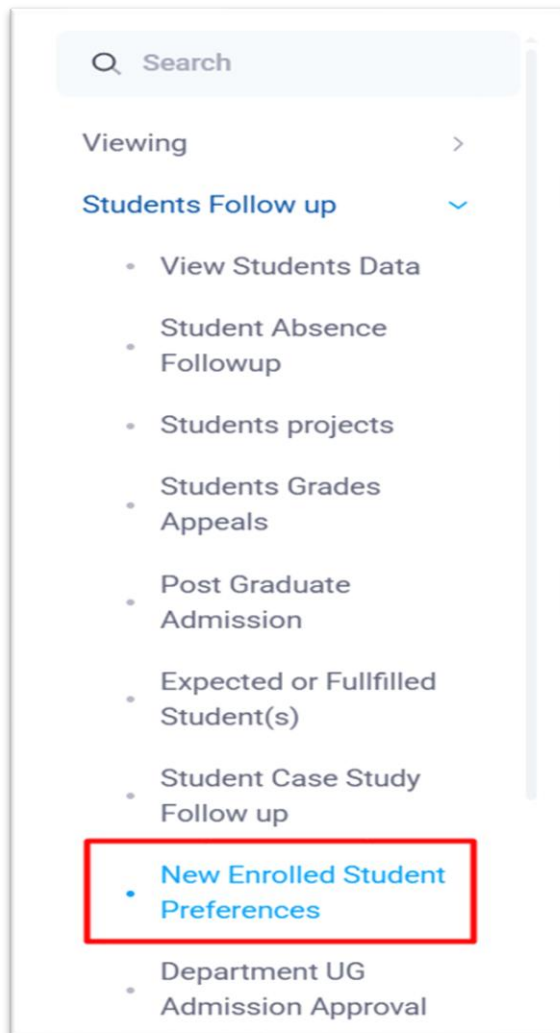 Search
Viewing
Students Follow up
View Students Data
Student Absence
Followup
Students projects
Students Grades
Appeals
Post Graduate
Admission
Expected or Fullfilled
Student(s)
Student Case Study
Follow up
New Enrolled Student
Preferences
Department UG
Admission Approval